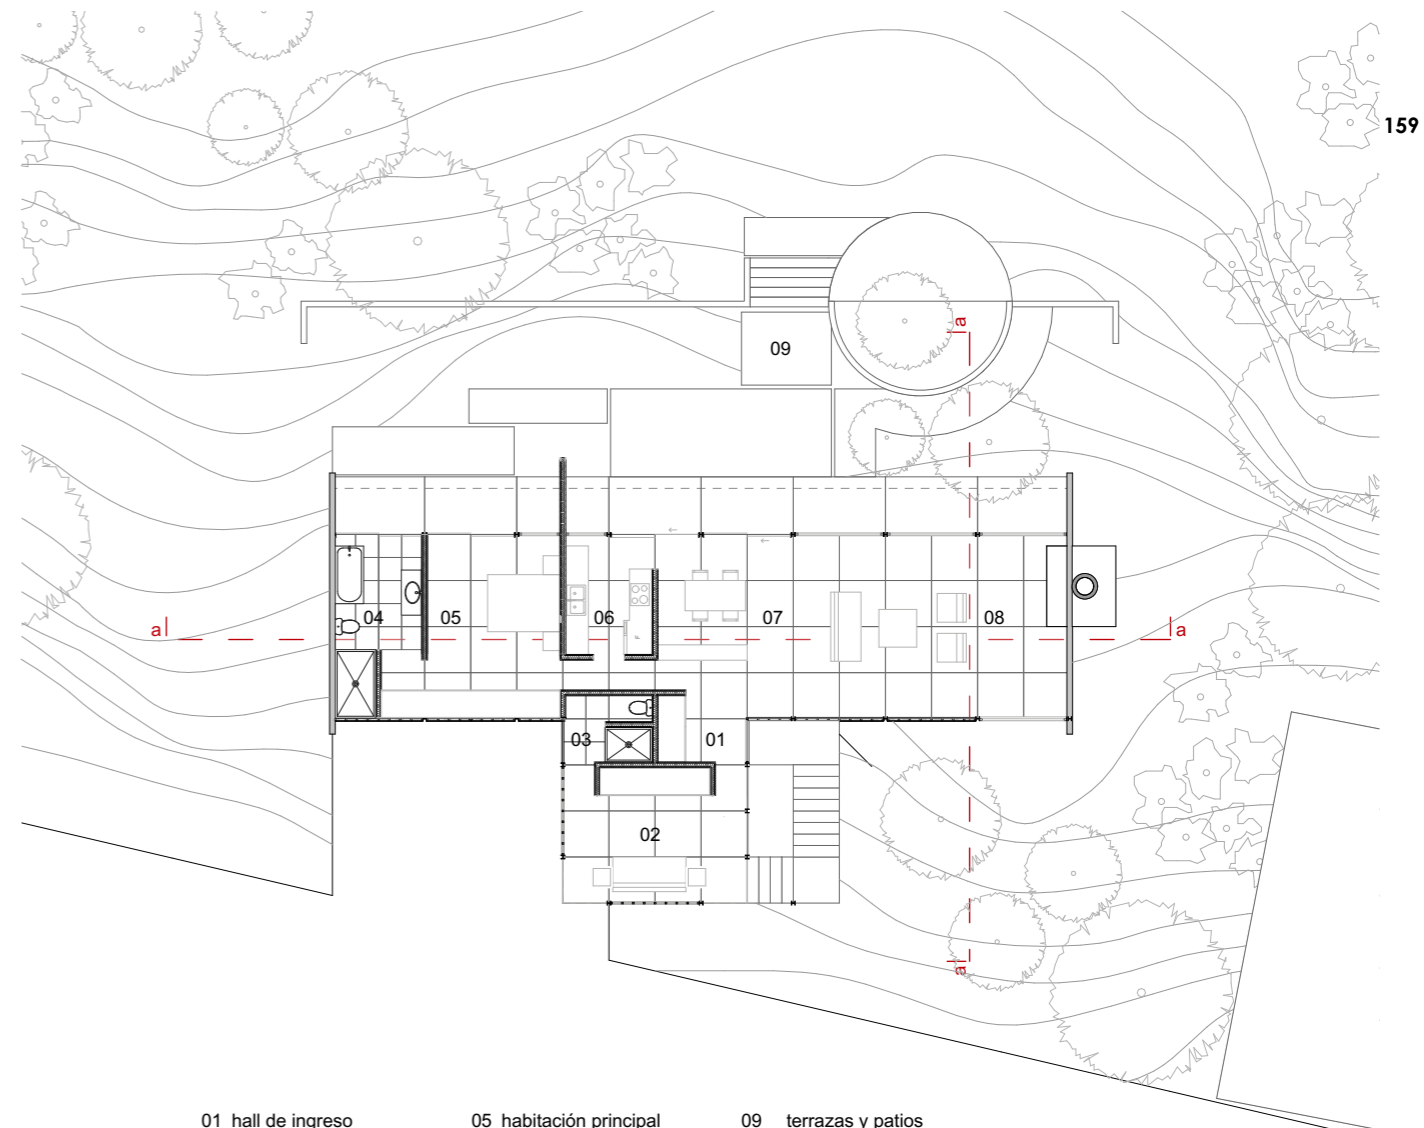 159
a
09
04 05 06 07 08
a a
03 01
02
a
01 hall de ingreso 05 habitación principal 09 terrazas y patios